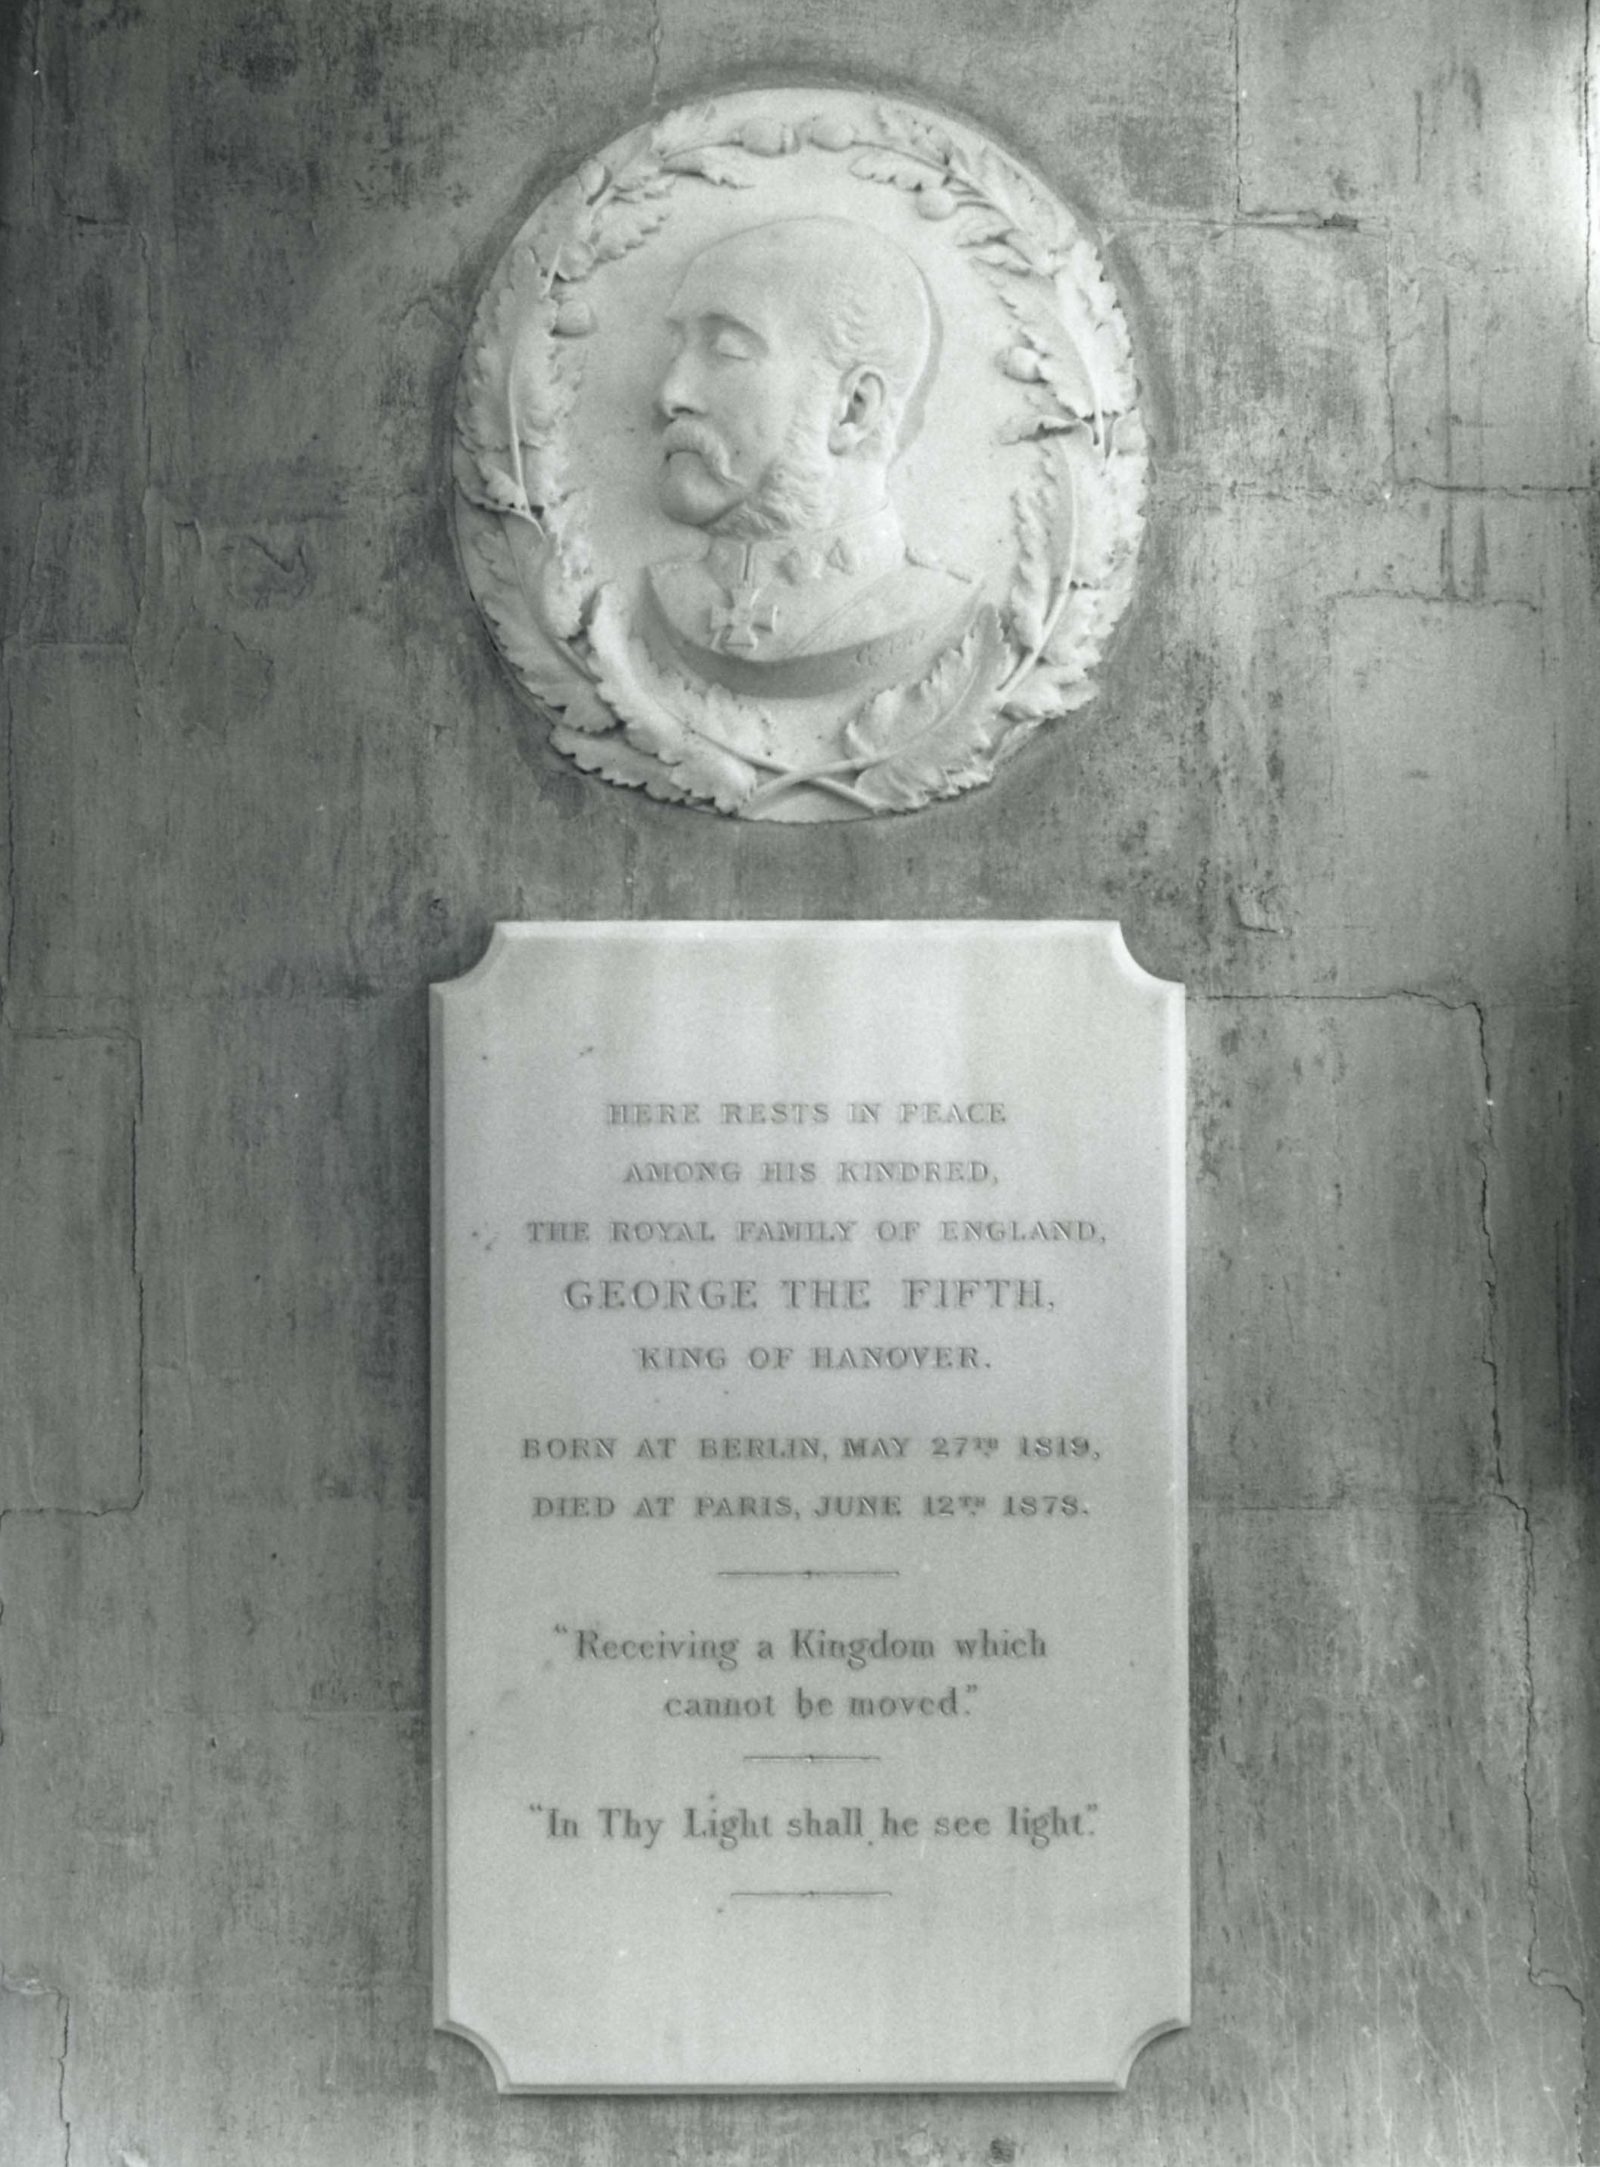 HERE RESTS IN PEACE
AMONG HIS KINDRED,
THE ROYAL FAMILY OF ENGLAND,
GEORGE THE FIFTH,
KING OF HANOVER.
BORN AT BERLIN, MAY 27TH 1819,
DIED AT PARIS, JUNE 12TH 1878.
"Receiving a Kingdom which
cannot be moved."
"In Thy Light shall he see light."